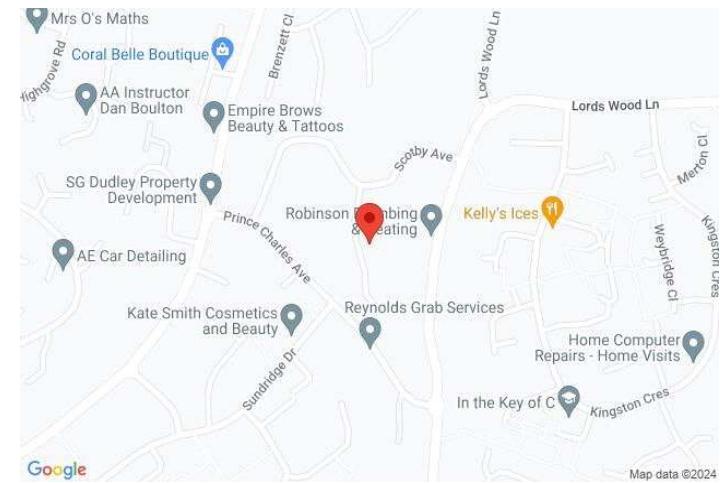 Mrs O's Maths
Highgrove Rd
Coral Belle Boutique
Brenzett Cl
Lords Wood Ln
AA Instructor
Dan Boulton
Empire Brows
Beauty & Tattoos
Lords Wood Ln
Scotby Ave
Merton Cl
SG Dudley Property
Development
Robinson
&
Kelly's Ices
Prince Charles Ave
Kingston Cres
Weybridge Cl
AE Car Detailing
Kate Smith Cosmetics
and Beauty
Reynolds Grab Services
Home Computer
Repairs - Home Visits
Sundridge Dr
In the Key of C
Kingston Cres
Google
Map data ©2024